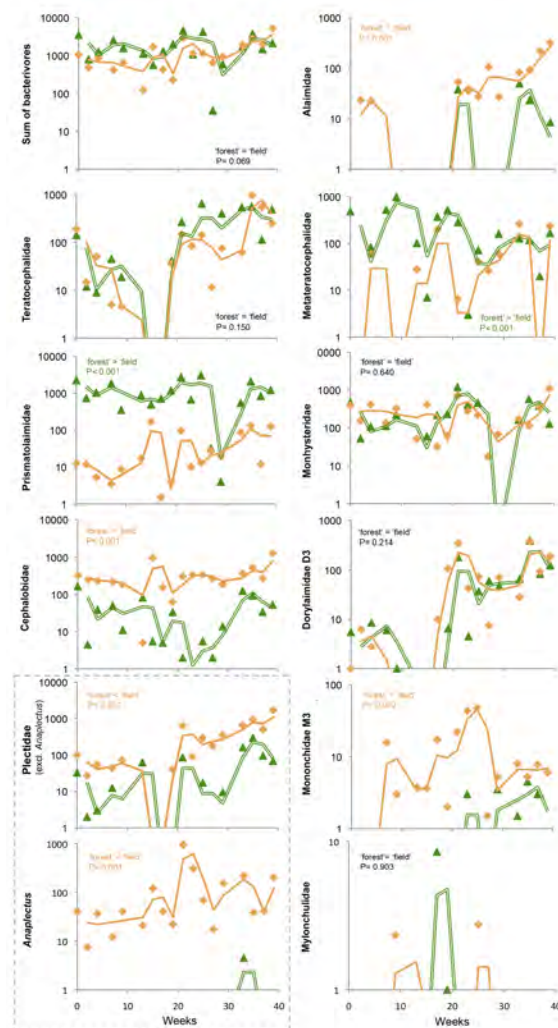 Sum of bacterivores
10000
1000
100
10
1
'forest' = 'field'
P= 0.069
Alaimidae
1000
100
10
1
Teratocephalidae
1000
100
10
1
'forest' = 'field'
P= 0.150
Metateratocephalidae
1000
100
10
1
'forest' = 'field'
P< 0.001
Prismatolaimidae
10000
1000
100
10
1
'forest' = 'field'
P< 0.001
Monhysteridae
0000
1000
100
10
1
'forest' = 'field'
P= 0.640
Cephalobidae
10000
1000
100
10
1
'forest' = 'field'
P< 0.001
Dorylaimidae D3
1000
100
10
1
'forest' = 'field'
P= 0.214
Plectidae
(excl. Anaplectus)
10000
1000
100
10
1
Mononchidae M3
100
10
1
Anaplectus
1000
100
10
1
0 10 20 30 40
Weeks
Mylonchulidae
10
1
'forest' = 'field'
P= 0.903
0 10 20 30 40
Weeks